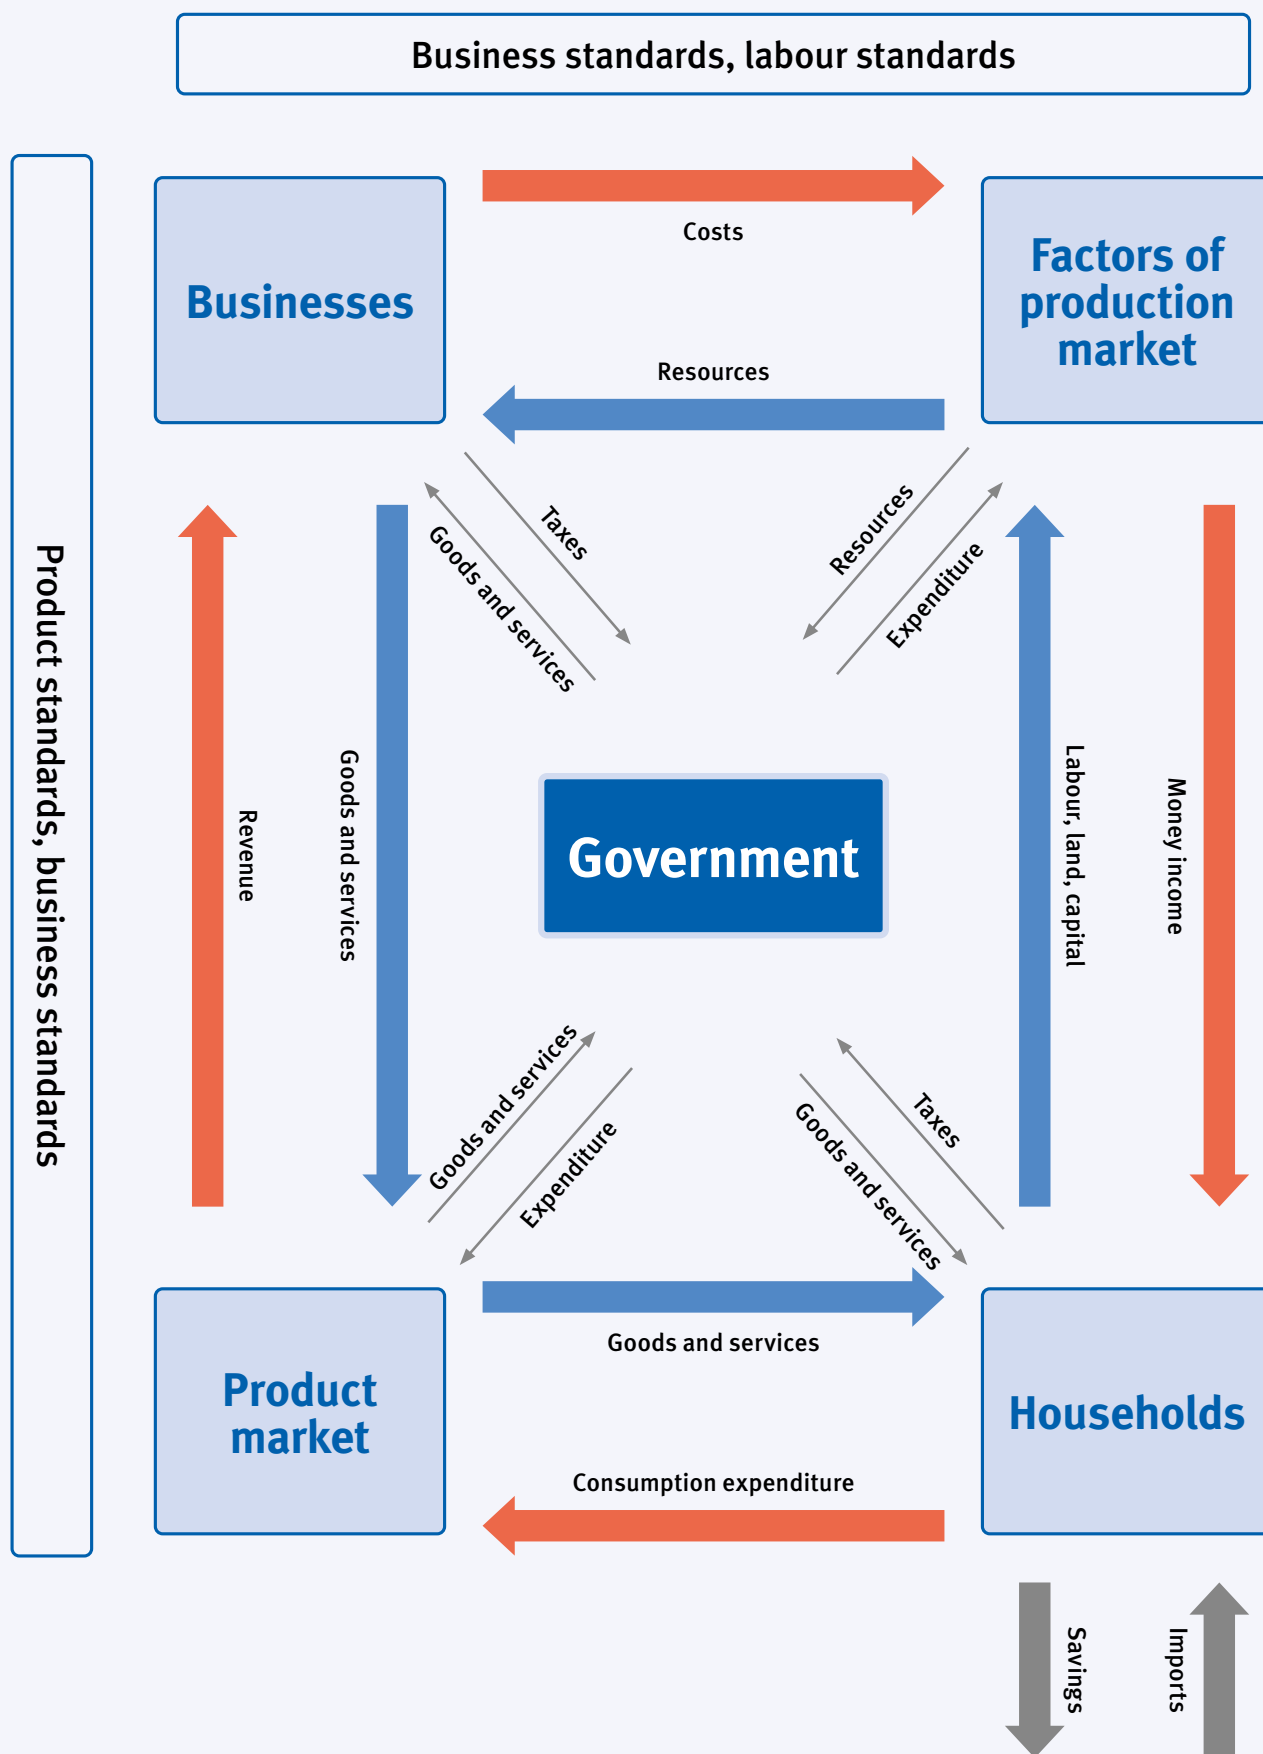 Business standards, labour standards
Product standards, business standards
Businesses
Costs
Factors of
production
market
Resources
Taxes
Goods and services
Resources
Expenditure
Revenue
Goods and services
Government
Labour, land, capital
Money income
Goods and services
Expenditure
Taxes
Goods and services
Goods and services
Product
market
Households
Consumption expenditure
Savings
Imports